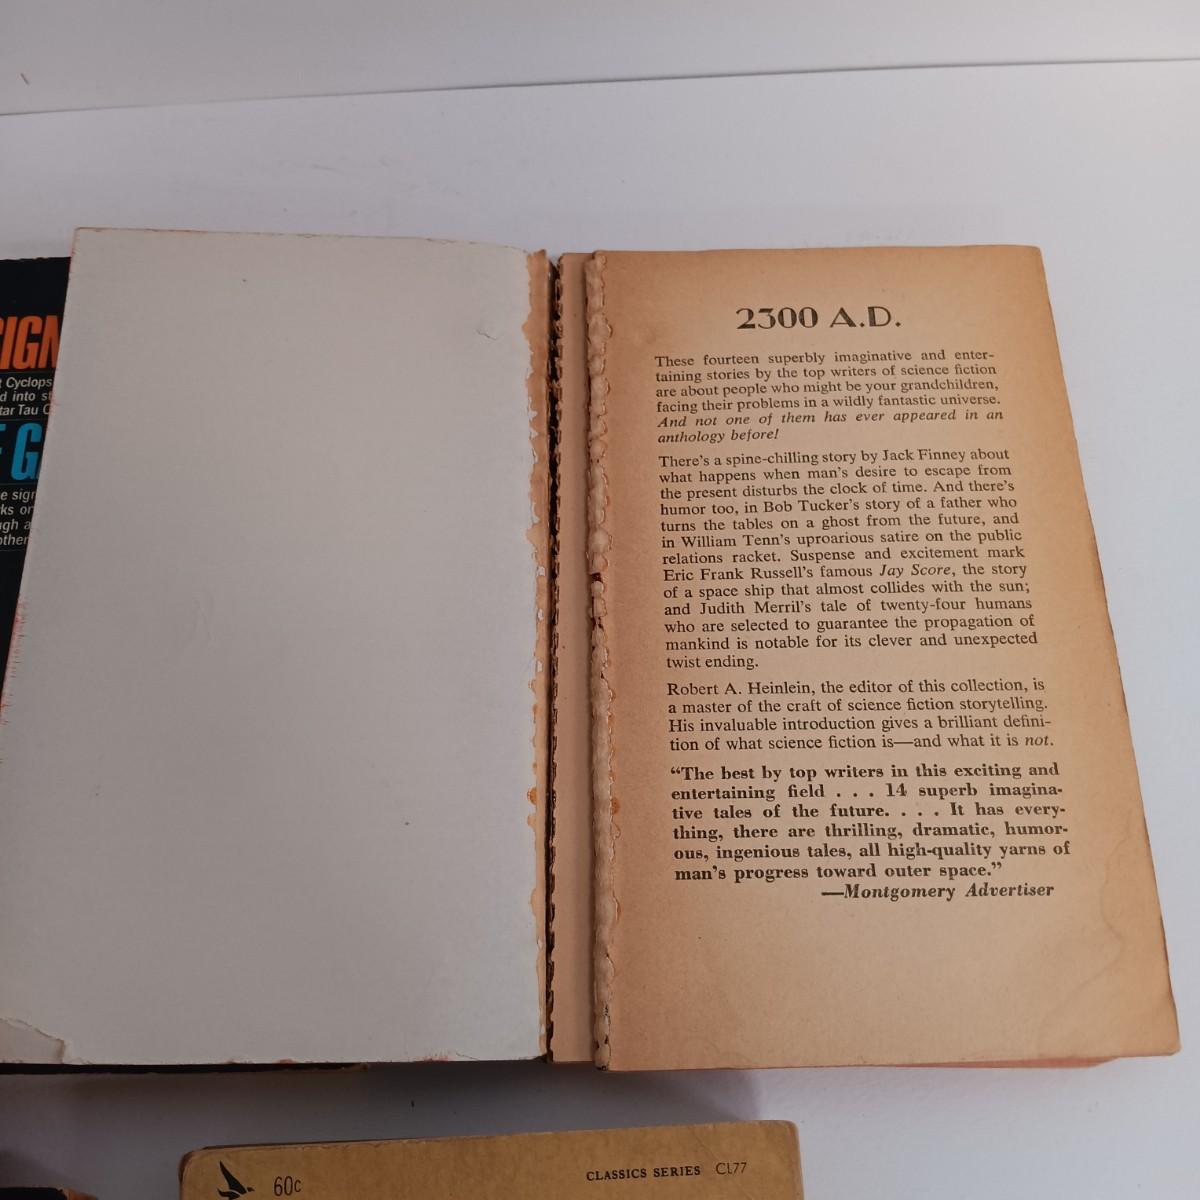 2300 A.D.
These fourteen superbly imaginative and enter-
taining stories by the top writers of science fiction
are about people who might be your grandchildren,
facing their problems in a wildly fantastic universe.
And not one of them has ever appeared in an
anthology before!
There's a spine-chilling story by Jack Finney about
what happens when man's desire to escape from
the present disturbs the clock of time. And there's
humor too, in Bob Tucker's story of a father who
turns the tables on a ghost from the future, and
in William Tenn's uproarious satire on the public
relations racket. Suspense and excitement mark
Eric Frank Russell's famous Jay Score, the story
of a space ship that almost collides with the sun;
and Judith Merril's tale of twenty-four humans
who are selected to guarantee the propagation of
mankind is notable for its clever and unexpected
twist ending.
Robert A. Heinlein, the editor of this collection, is
a master of the craft of science fiction storytelling.
His invaluable introduction gives a brilliant defini-
tion of what science fiction is—and what it is not.
“The best by top writers in this exciting and
entertaining field . . . 14 superb imagina-
tive tales of the future. . . . It has every-
thing, there are thrilling, dramatic, humor-
ous, ingenious tales, all high-quality yarns of
man's progress toward outer space.”
—Montgomery Advertiser
Cyclops
into
Tau
60c
CLASSICS SERIES CL77